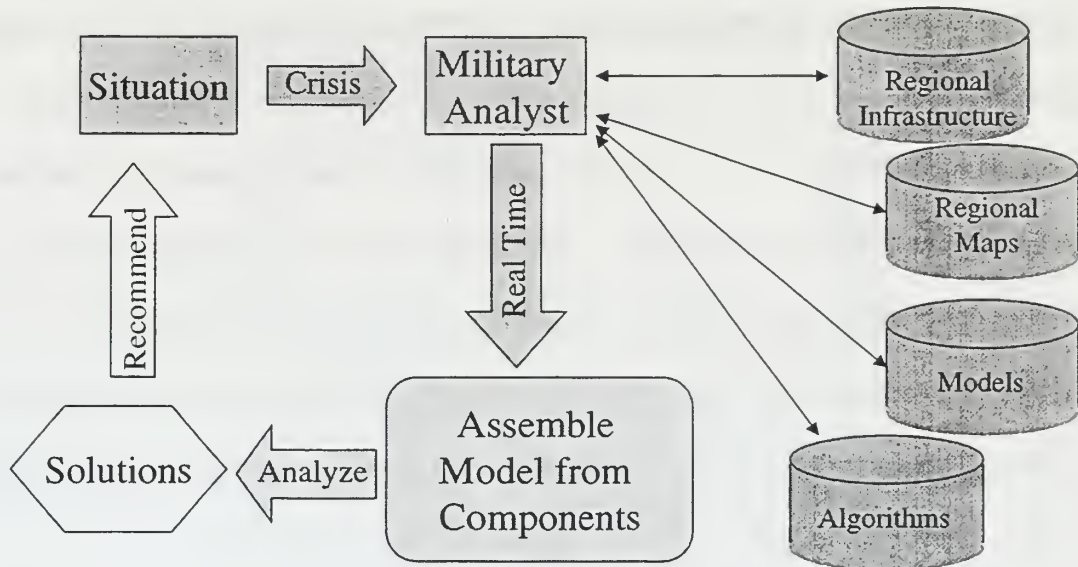 Situation
Crisis
Military
Analyst
Regional
Infrastructure
Regional
Maps
Recommend
Real Time
Models
Solutions
Analyze
Assemble
Model from
Components
Algorithms